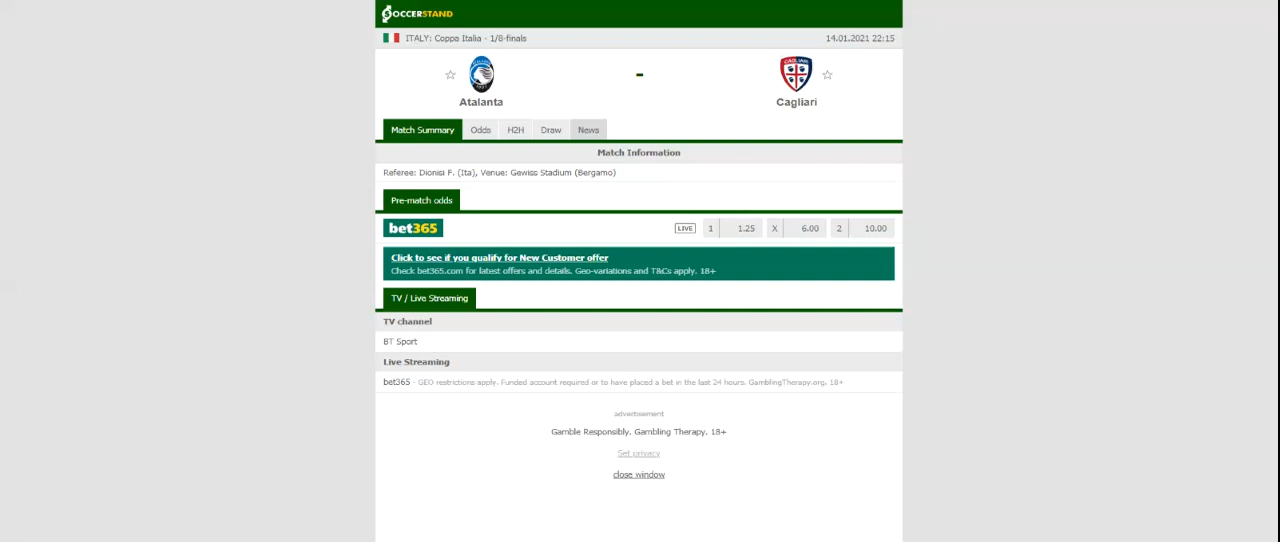 SOCCERSTAND
ITALY: Coppa Italia - 1/8-finals 14.01.2021 22:15
-
Atalanta Cagliari
Match Summary Odds H2H Draw News
Match Information
Referee: Dionisi F. (Ita), Venue: Gewiss Stadium (Bergamo)
Pre-match odds
bet365 LIVE 1 1.25 X 6.00 2 10.00
Click to see if you qualify for New Customer offer
Check bet365.com for latest offers and details. Geo-variations and T&Cs apply. 18+
TV / Live Streaming
TV channel
BT Sport
Live Streaming
bet365 - GEO restrictions apply. Funded account required or to have placed a bet in the last 24 hours. GamblingTherapy.org. 18+
advertisement
Gamble Responsibly. Gambling Therapy. 18+
Set privacy
close window